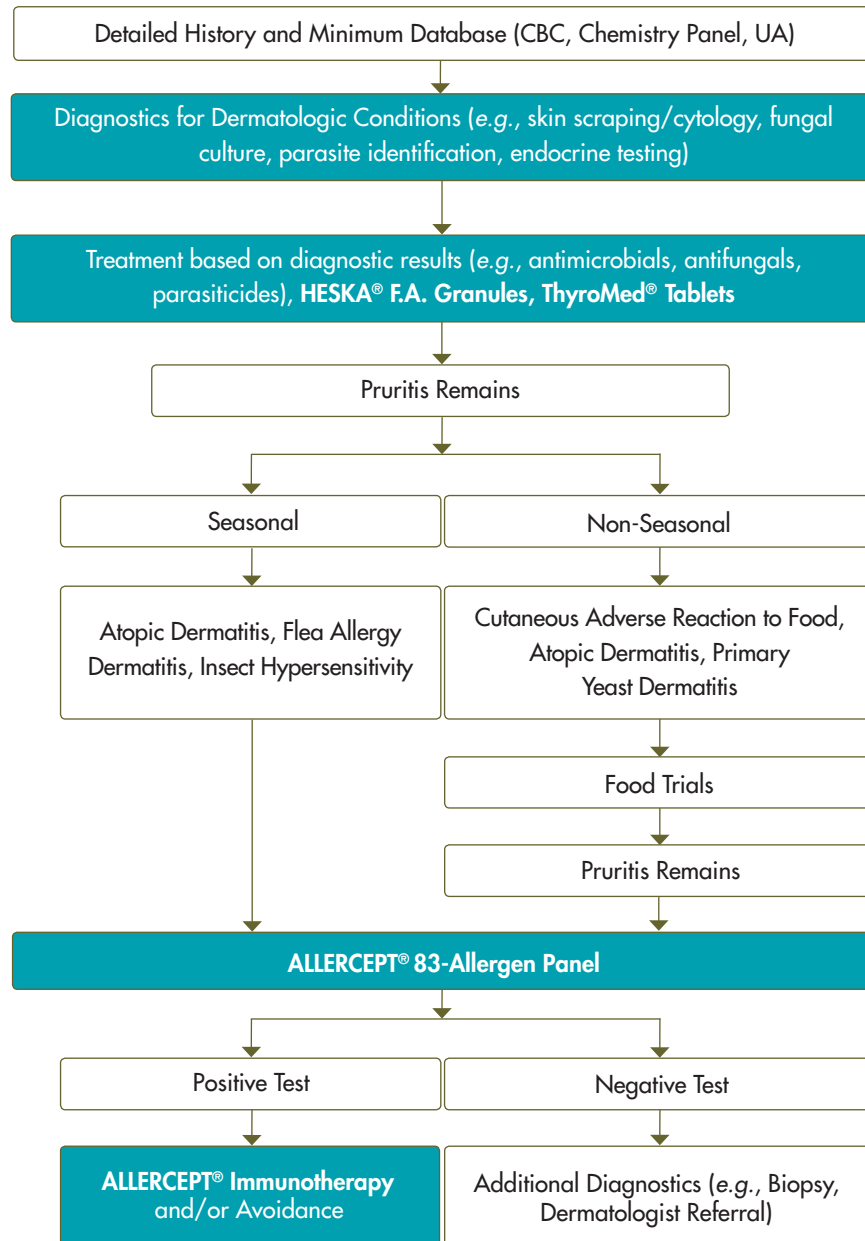 Detailed History and Minimum Database (CBC, Chemistry Panel, UA)
Diagnostics for Dermatologic Conditions (e.g., skin scraping/cytology, fungal
culture, parasite identification, endocrine testing)
Treatment based on diagnostic results (e.g., antimicrobials, antifungals,
parasiticides), HESKA® F.A. Granules, ThyroMed® Tablets
Pruritis Remains
Seasonal
Non-Seasonal
Atopic Dermatitis, Flea Allergy
Dermatitis, Insect Hypersensitivity
Cutaneous Adverse Reaction to Food,
Atopic Dermatitis, Primary
Yeast Dermatitis
Food Trials
Pruritis Remains
ALLERCEPT® 83-Allergen Panel
Positive Test
Negative Test
ALLERCEPT® Immunotherapy
and/or Avoidance
Additional Diagnostics (e.g., Biopsy,
Dermatologist Referral)